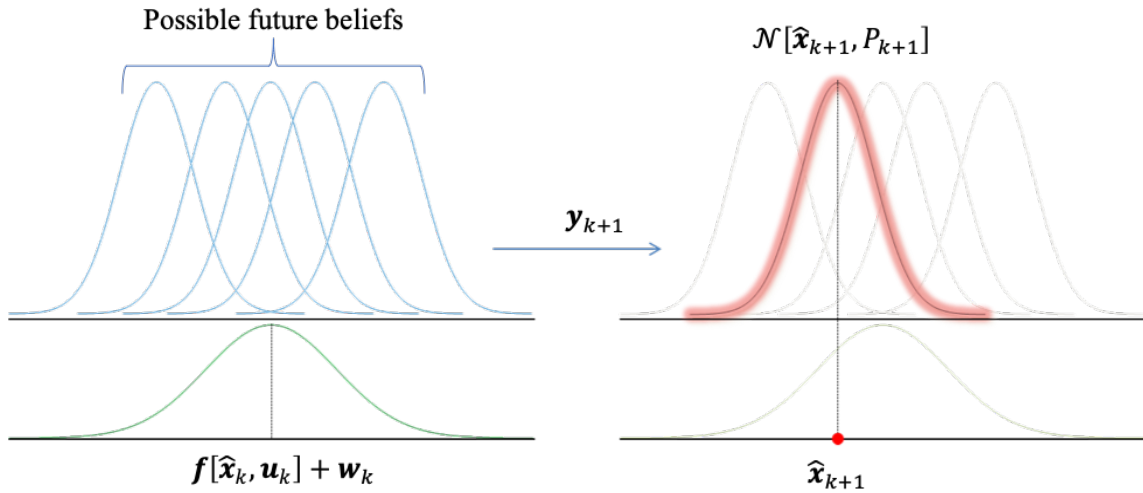 Possible future beliefs
𝒩[x̂ₖ₊₁, Pₖ₊₁]
yₖ₊₁
f[x̂ₖ, uₖ] + wₖ
x̂ₖ₊₁